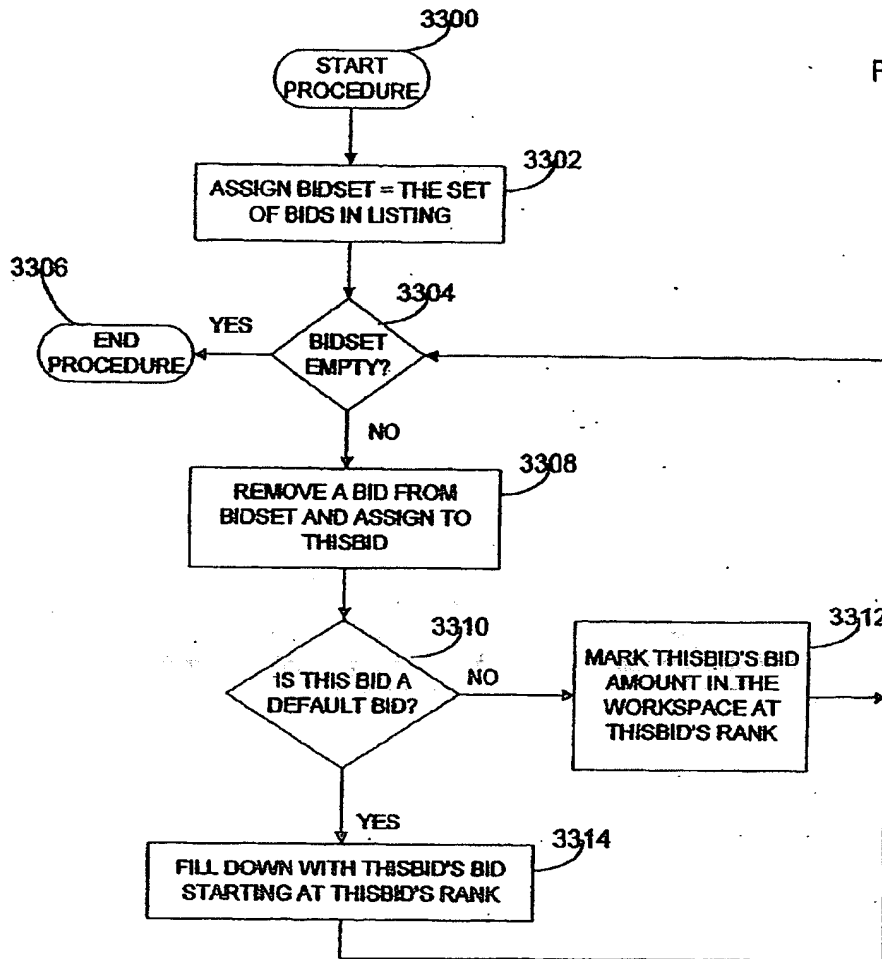 3300
START
PROCEDURE
F
3302
ASSIGN BIDSET = THE SET
OF BIDS IN LISTING
3306
3304
END
PROCEDURE
YES
BIDSET
EMPTY?
NO
3308
REMOVE A BID FROM
BIDSET AND ASSIGN TO
THISBID
3310
IS THIS BID A
DEFAULT BID?
NO
3312
MARK THISBID'S BID
AMOUNT IN THE
WORKSPACE AT
THISBID'S RANK
YES
3314
FILL DOWN WITH THISBID'S BID
STARTING AT THISBID'S RANK